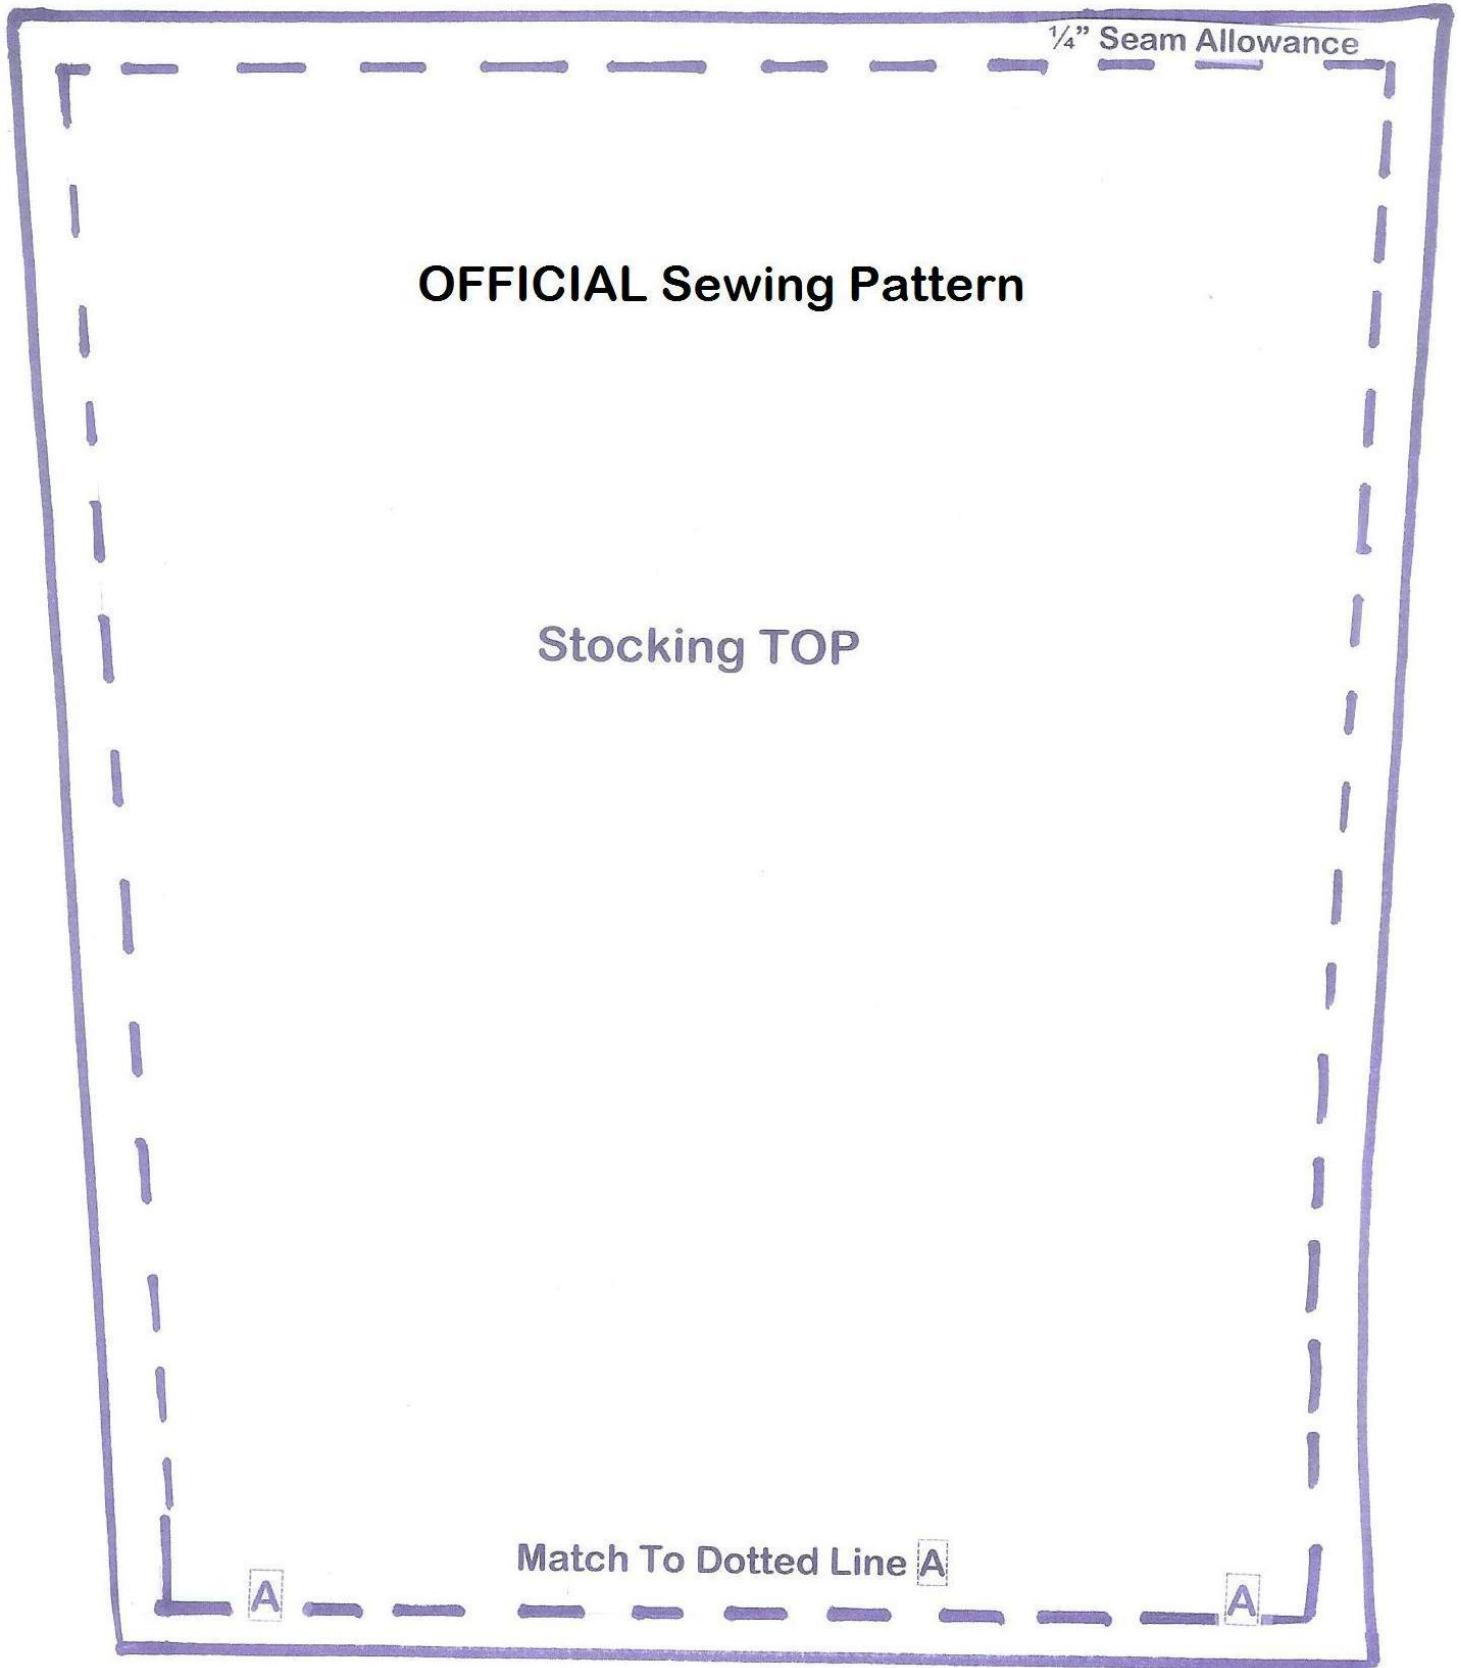 ¼” Seam Allowance
OFFICIAL Sewing Pattern
Stocking TOP
Match To Dotted Line A
A
A